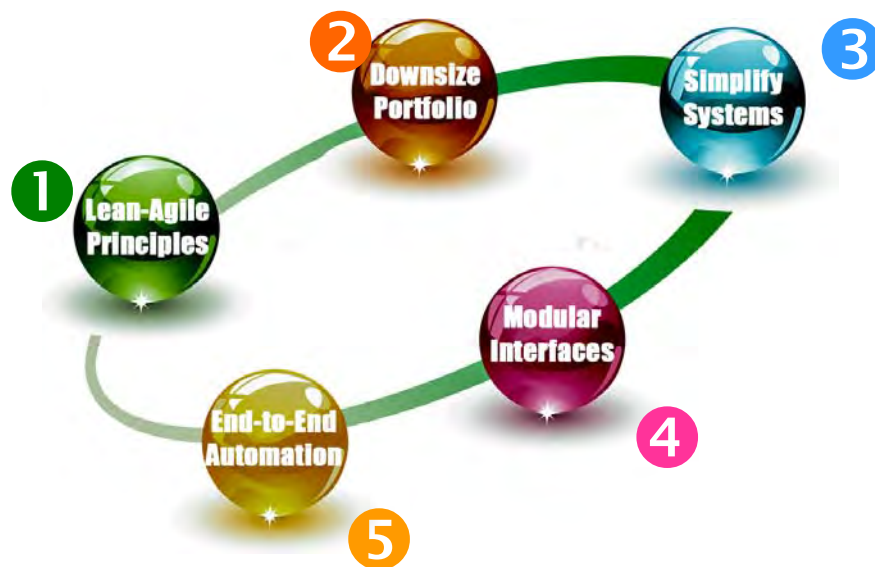 1
Lean-Agile
Principles
2
Downsize
Portfolio
3
Simplify
Systems
4
Modular
Interfaces
5
End-to-End
Automation